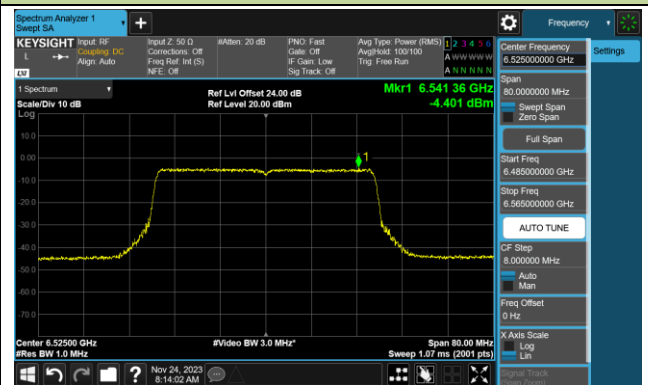 Spectrum Analyzer 1
Swept SA
Frequency
KEYSIGHT
L
LXI
Input: RF
Coupling: DC
Align: Auto
Input Z: 50 Ω
Corrections: Off
Freq Ref: Int (S)
NFE: Off
#Atten: 20 dB
PNO: Fast
Gate: Off
IF Gain: Low
Sig Track: Off
Avg Type: Power (RMS)
Avg|Hold: 100/100
Trig: Free Run
1 2 3 4 5 6
A W W W W W
A N N N N N
Settings
1 Spectrum
Scale/Div 10 dB
Log
Ref Lvl Offset 24.00 dB
Ref Level 20.00 dBm
Mkr1 6.541 36 GHz
-4.401 dBm
1
10.0
0.00
-10.0
-20.0
-30.0
-40.0
-50.0
-60.0
-70.0
Center 6.52500 GHz
#Res BW 1.0 MHz
#Video BW 3.0 MHz*
Span 80.00 MHz
Sweep 1.07 ms (2001 pts)
Center Frequency
6.525000000 GHz
Span
80.0000000 MHz
Swept Span
Zero Span
Full Span
Start Freq
6.485000000 GHz
Stop Freq
6.565000000 GHz
AUTO TUNE
CF Step
8.000000 MHz
Auto
Man
Freq Offset
0 Hz
X Axis Scale
Log
Lin
Signal Track
(Span Zoom)
?
Nov 24, 2023
8:14:02 AM